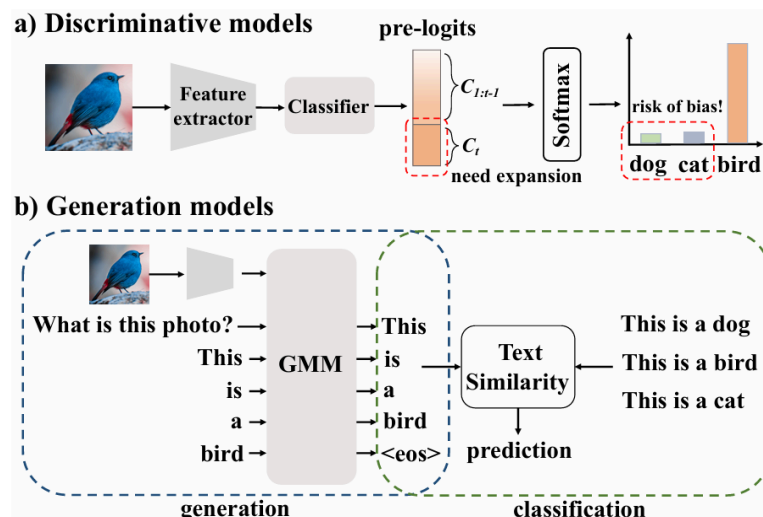 a) Discriminative models
pre-logits
Feature
extractor
Classifier
C1:t-1
Ct
need expansion
Softmax
risk of bias!
dog cat bird
b) Generation models
What is this photo?
This
is
a
bird
GMM
This
is
a
bird
<eos>
Text
Similarity
prediction
This is a dog
This is a bird
This is a cat
generation
classification